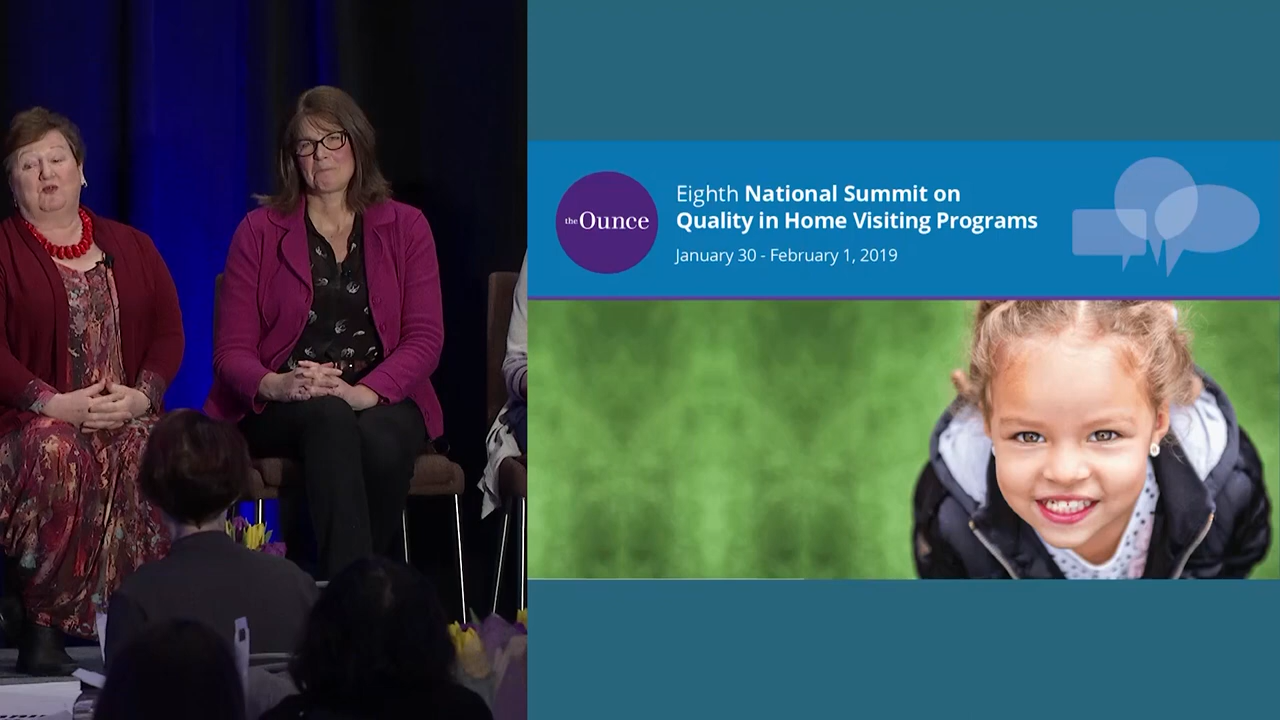 the Ounce
Eighth National Summit on
Quality in Home Visiting Programs
January 30 - February 1, 2019